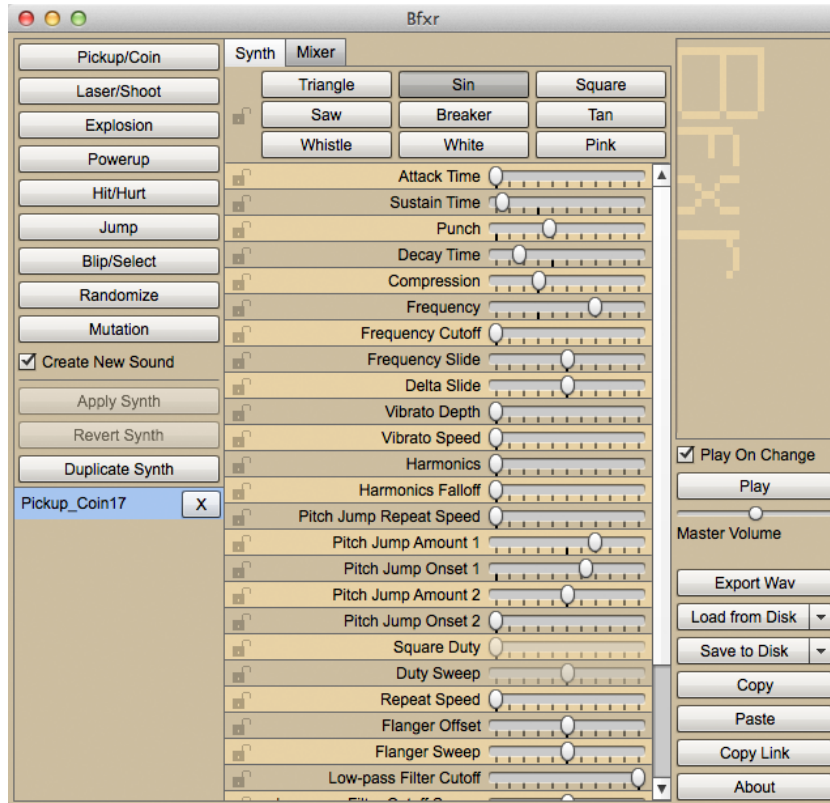 Bfxr
Pickup/Coin
Laser/Shoot
Explosion
Powerup
Hit/Hurt
Jump
Blip/Select
Randomize
Mutation
Create New Sound
Apply Synth
Revert Synth
Duplicate Synth
Pickup_Coin17 X
Synth Mixer
Triangle Sin Square
Saw Breaker Tan
Whistle White Pink
Attack Time
Sustain Time
Punch
Decay Time
Compression
Frequency
Frequency Cutoff
Frequency Slide
Delta Slide
Vibrato Depth
Vibrato Speed
Harmonics
Harmonics Falloff
Pitch Jump Repeat Speed
Pitch Jump Amount 1
Pitch Jump Onset 1
Pitch Jump Amount 2
Pitch Jump Onset 2
Square Duty
Duty Sweep
Repeat Speed
Flanger Offset
Flanger Sweep
Low-pass Filter Cutoff
Bfxr
Play On Change
Play
Master Volume
Export Wav
Load from Disk
Save to Disk
Copy
Paste
Copy Link
About